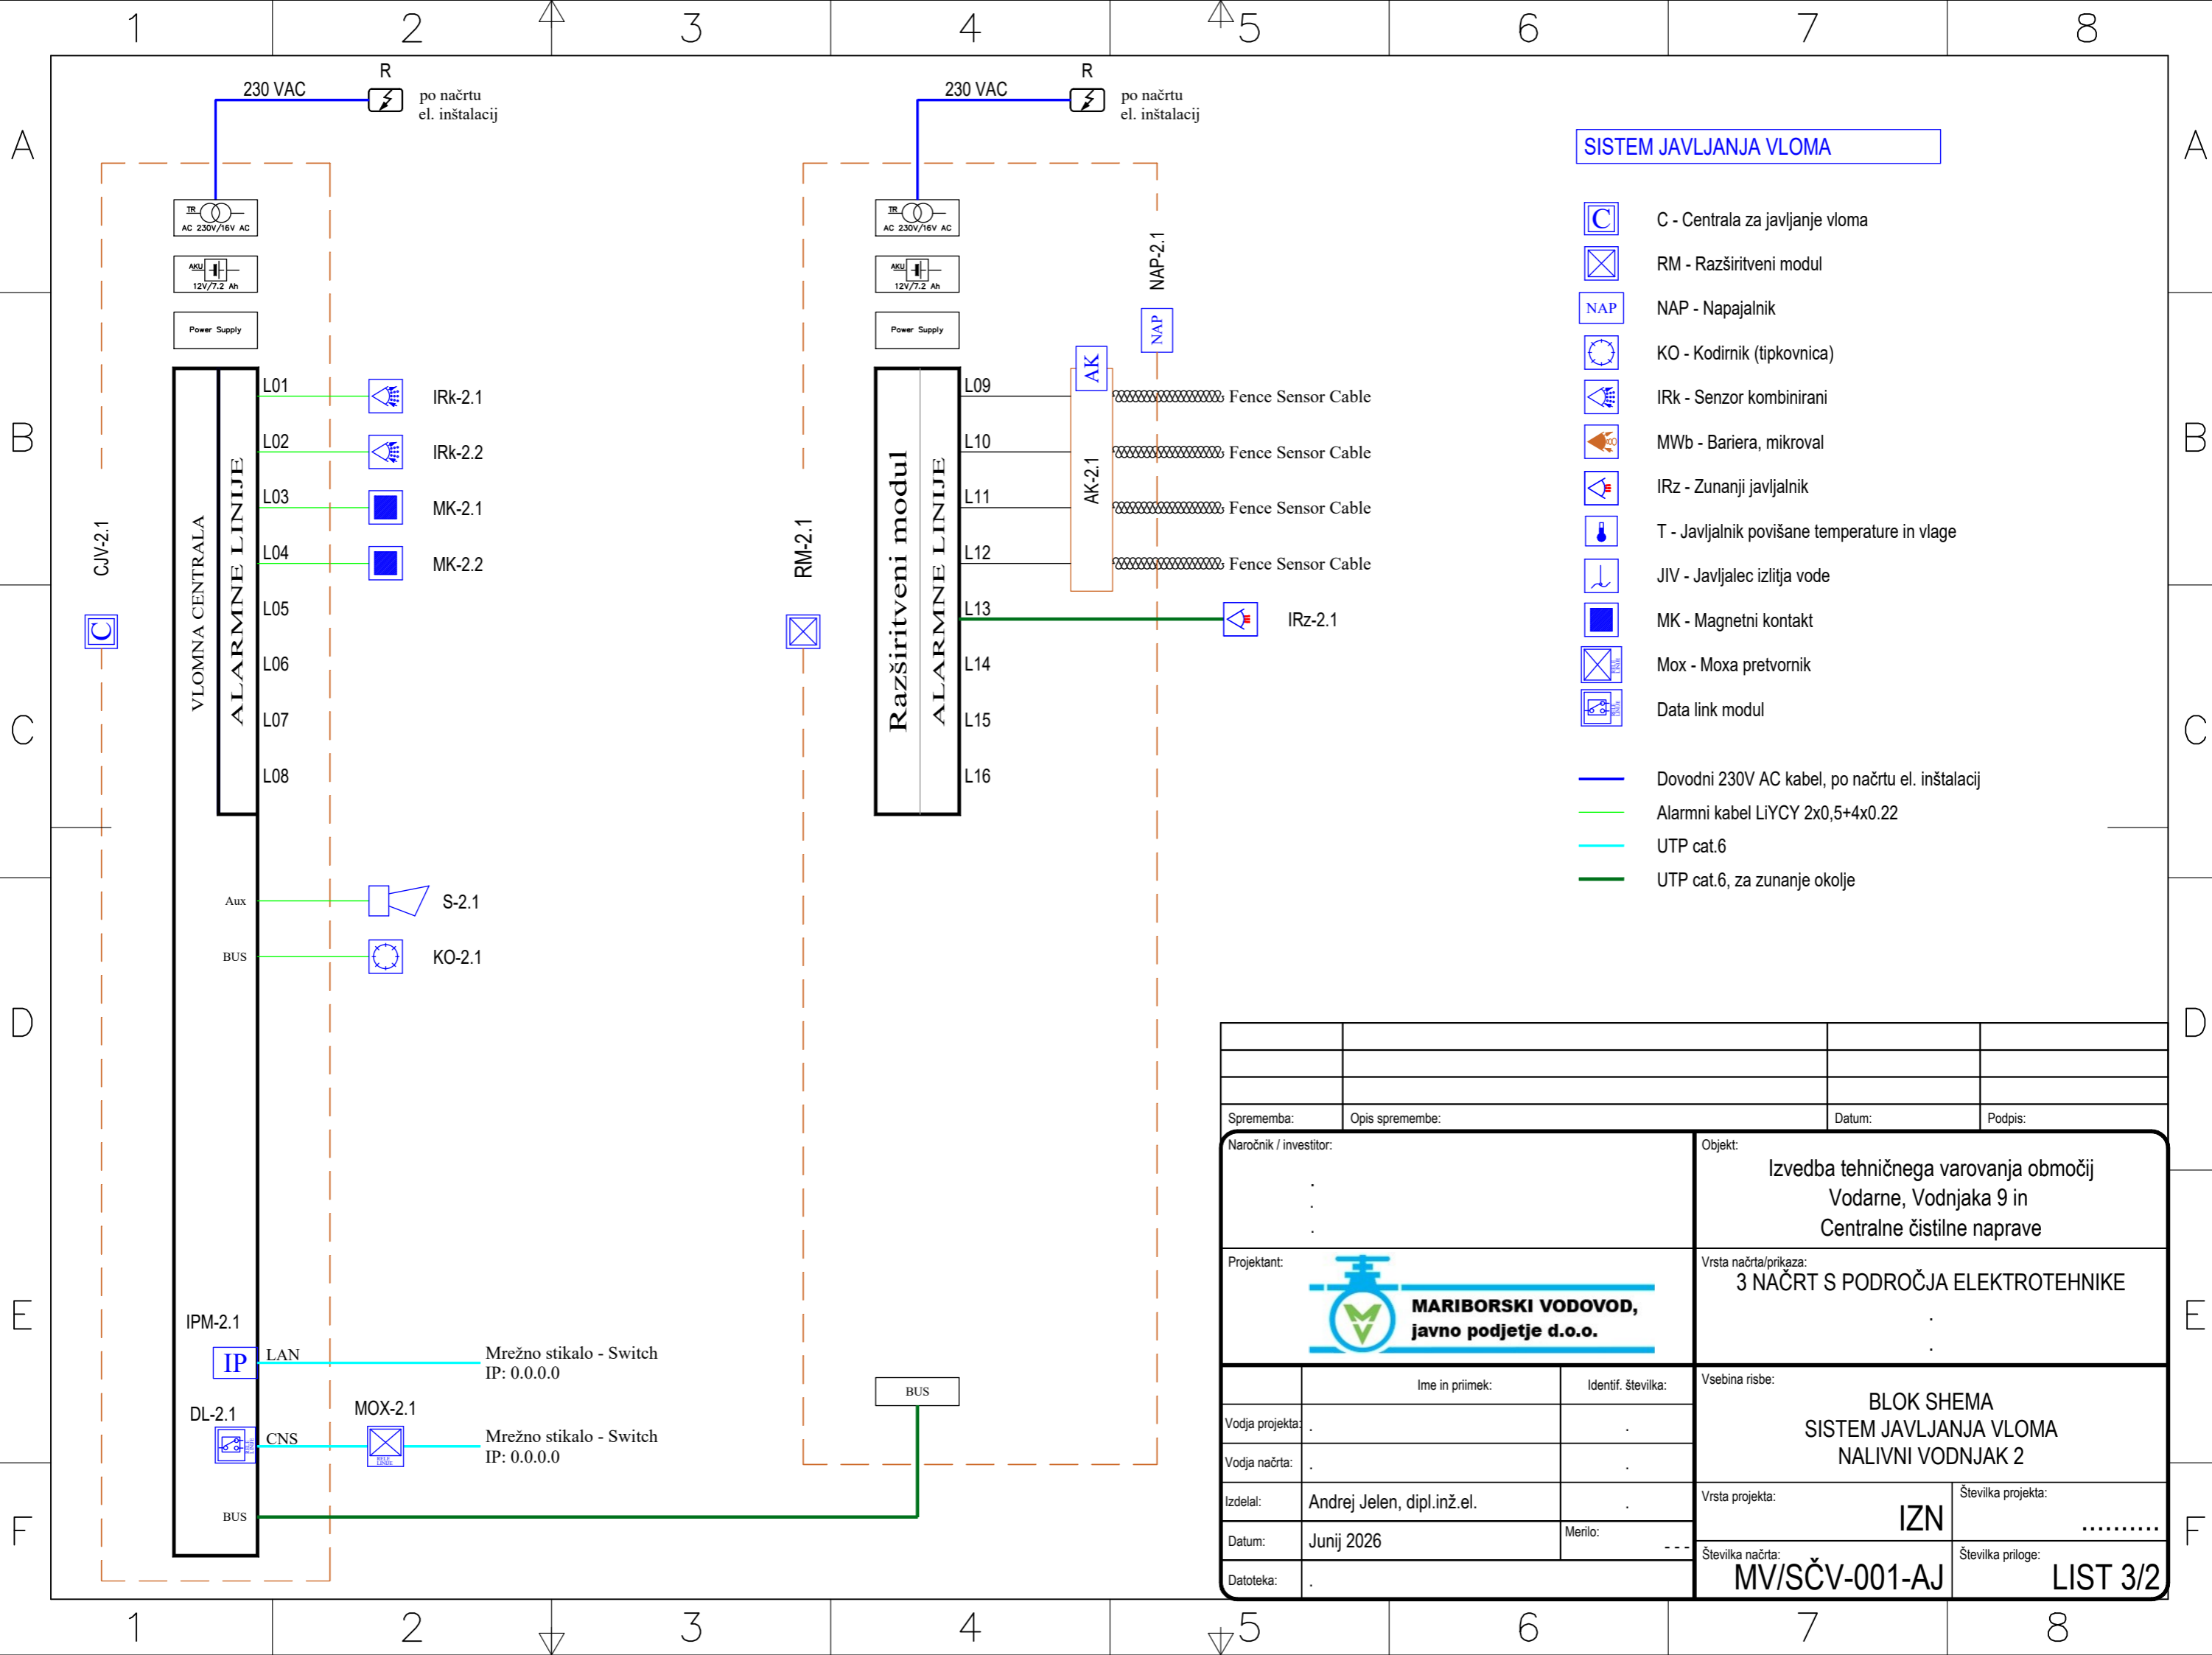 1 2 3 4 5 6 7 8
A
B
C
D
E
F
230 VAC
R
po načrtu
el. inštalacij
TR
AC 230V/16V AC
AKU
12V/7.2 Ah
Power Supply
CJV-2.1
C
VLOMNA CENTRALA
ALARMNE LINIJE
L01
IRk-2.1
L02
IRk-2.2
L03
MK-2.1
L04
MK-2.2
L05
L06
L07
L08
Aux
S-2.1
BUS
KO-2.1
IPM-2.1
IP
LAN
Mrežno stikalo - Switch
IP: 0.0.0.0
DL-2.1
RELE
LINIJE
CNS
MOX-2.1
RELE
LINIJE
Mrežno stikalo - Switch
IP: 0.0.0.0
BUS
230 VAC
R
po načrtu
el. inštalacij
TR
AC 230V/16V AC
AKU
12V/7.2 Ah
Power Supply
NAP-2.1
NAP
AK
AK-2.1
RM-2.1
Razširitveni modul
ALARMNE LINIJE
L09
Fence Sensor Cable
L10
Fence Sensor Cable
L11
Fence Sensor Cable
L12
Fence Sensor Cable
L13
IRz-2.1
L14
L15
L16
BUS
SISTEM JAVLJANJA VLOMA
C
C - Centrala za javljanje vloma
RM - Razširitveni modul
NAP
NAP - Napajalnik
KO - Kodirnik (tipkovnica)
IRk - Senzor kombinirani
MWb - Bariera, mikroval
IRz - Zunanji javljalnik
T - Javljalnik povišane temperature in vlage
JIV - Javljalec izlitja vode
MK - Magnetni kontakt
RELE
LINIJE
Mox - Moxa pretvornik
RELE
LINIJE
Data link modul
Dovodni 230V AC kabel, po načrtu el. inštalacij
Alarmni kabel LiYCY 2x0,5+4x0.22
UTP cat.6
UTP cat.6, za zunanje okolje
Sprememba: Opis spremembe: Datum: Podpis:
Naročnik / investitor:
.
.
.
Objekt:
Izvedba tehničnega varovanja območij
Vodarne, Vodnjaka 9 in
Centralne čistilne naprave
Projektant:
MARIBORSKI VODOVOD,
javno podjetje d.o.o.
Vrsta načrta/prikaza:
3 NAČRT S PODROČJA ELEKTROTEHNIKE
.
.
Ime in priimek: Identif. številka:
Vodja projekta: . .
Vodja načrta: . .
Izdelal: Andrej Jelen, dipl.inž.el. .
Datum: Junij 2026 Merilo: - - -
Datoteka: .
Vsebina risbe:
BLOK SHEMA
SISTEM JAVLJANJA VLOMA
NALIVNI VODNJAK 2
Vrsta projekta:
IZN
Številka projekta:
..........
Številka načrta:
MV/SČV-001-AJ
Številka priloge:
LIST 3/2
A
B
C
D
E
F
1 2 3 4 5 6 7 8